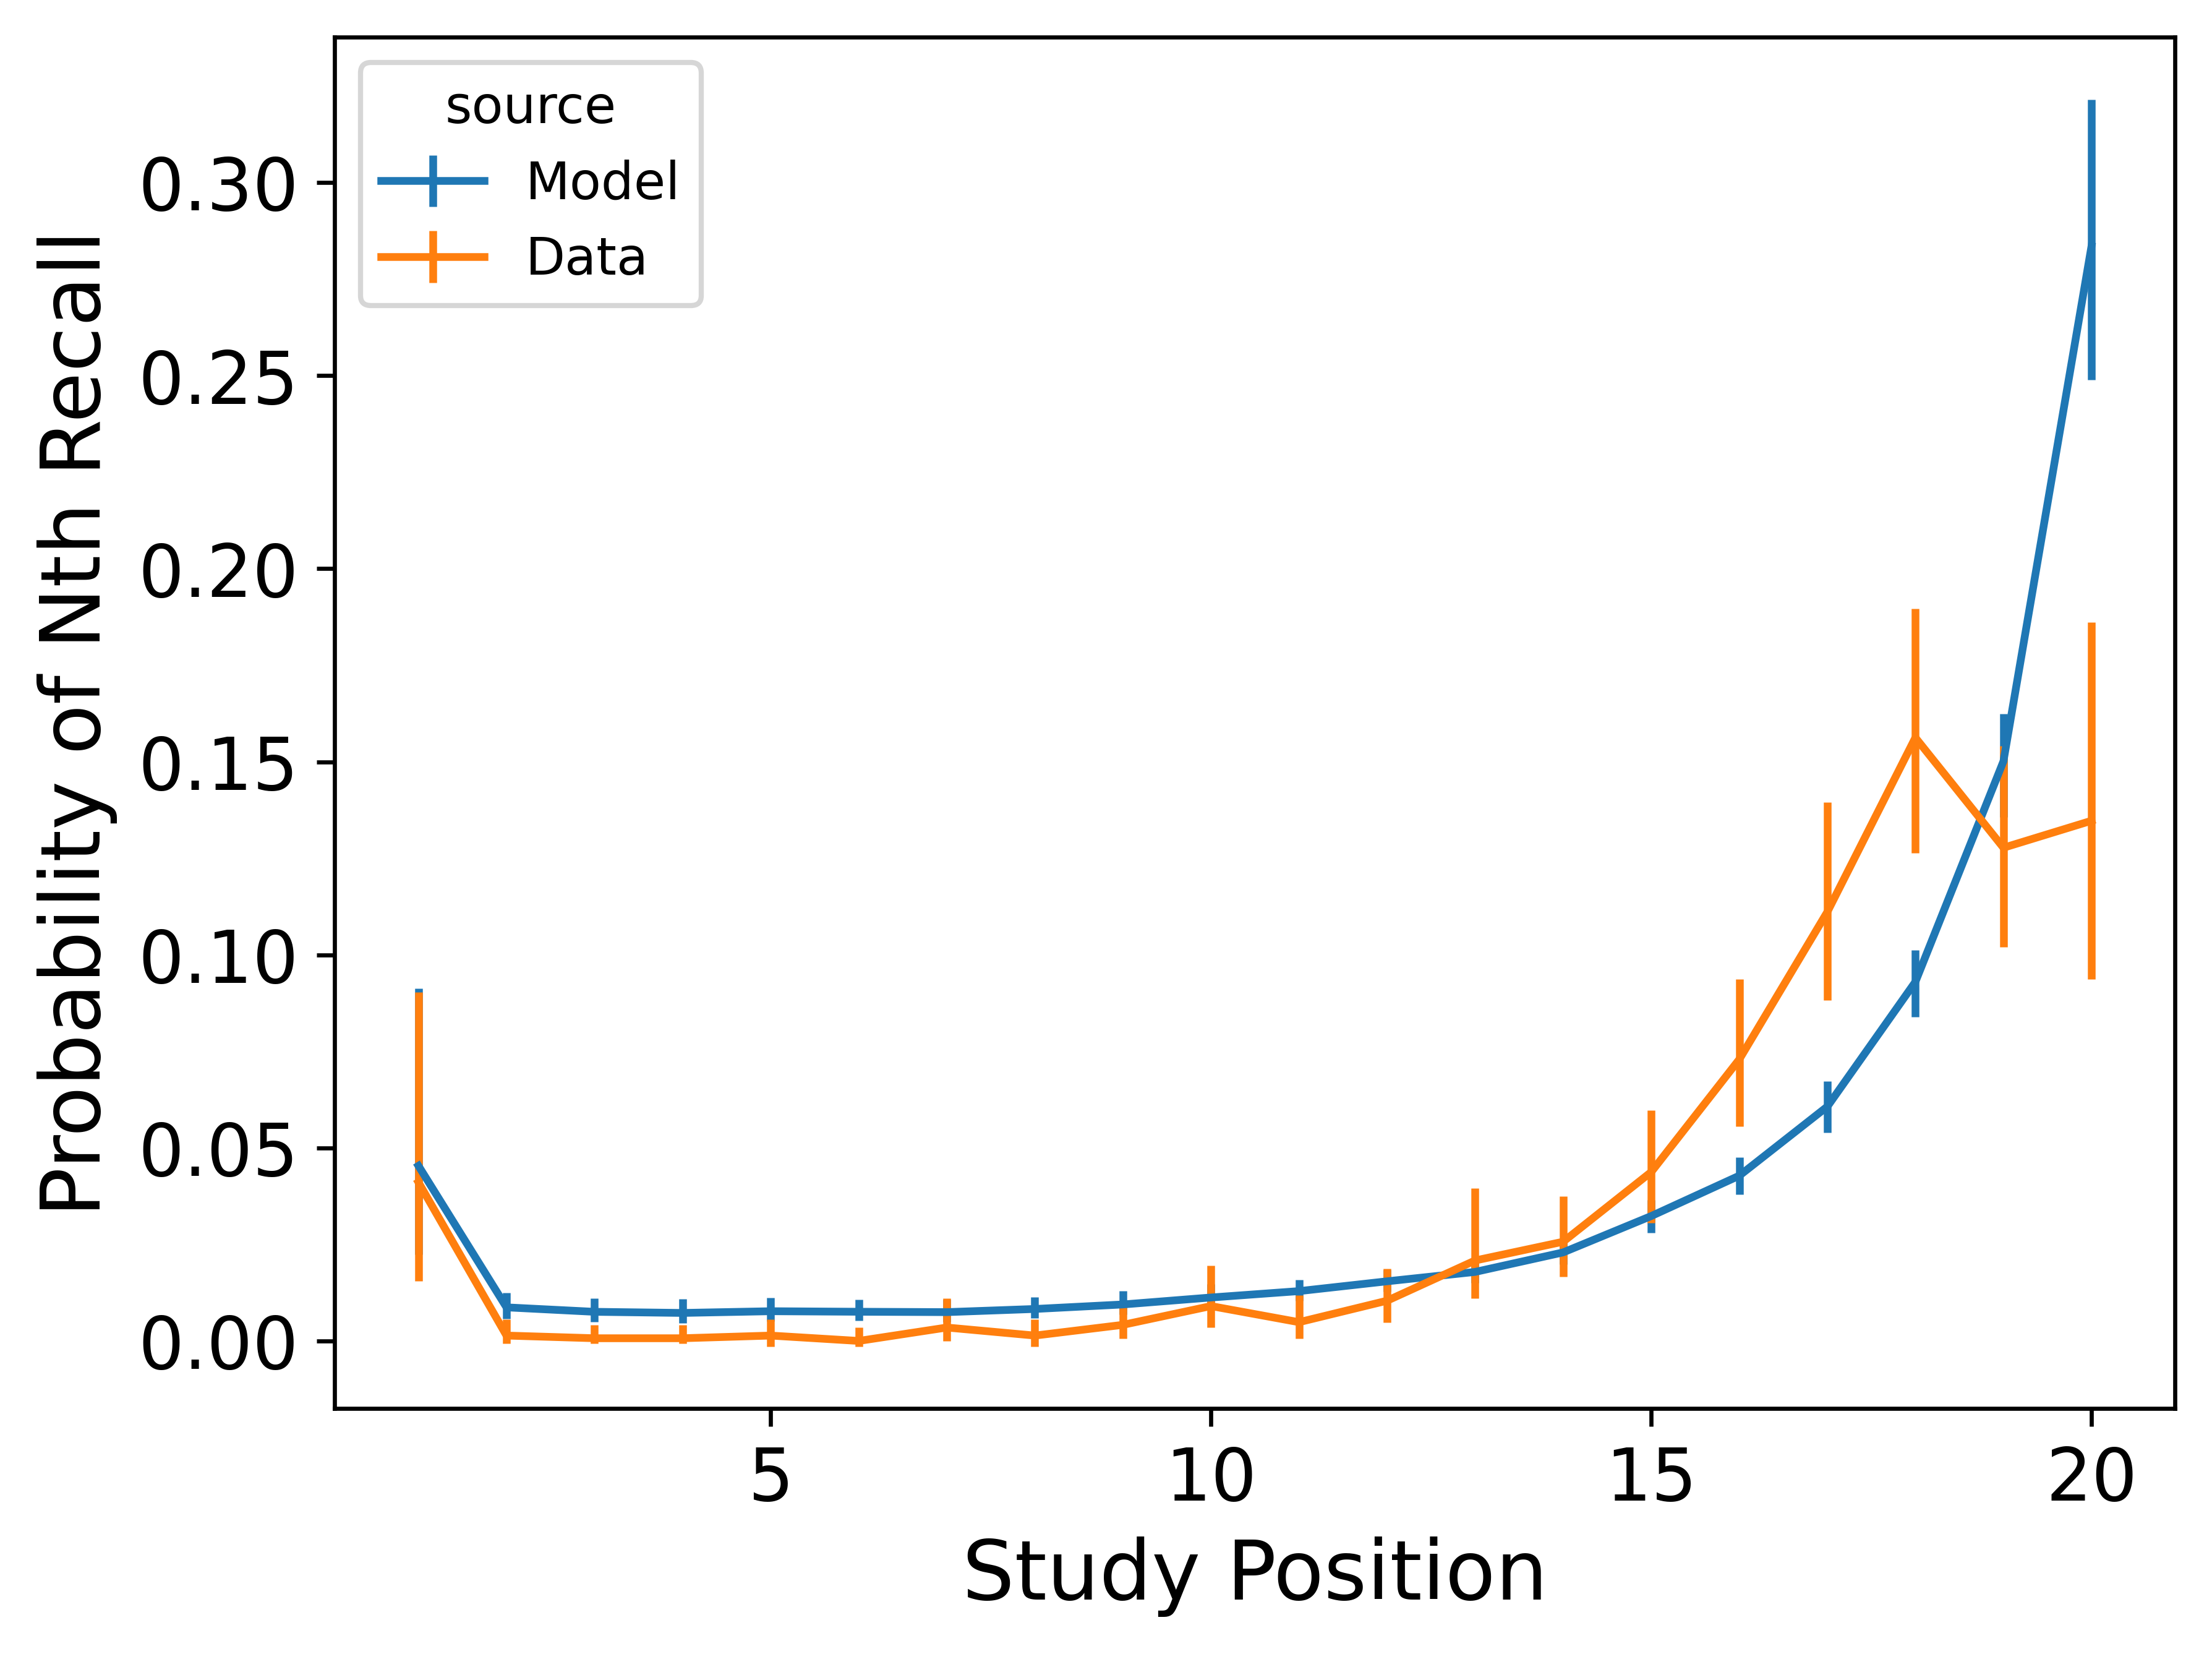 source
Model
Data
0.30
0.25
0.20
0.15
0.10
0.05
0.00
Probability of Nth Recall
5 10 15 20
Study Position